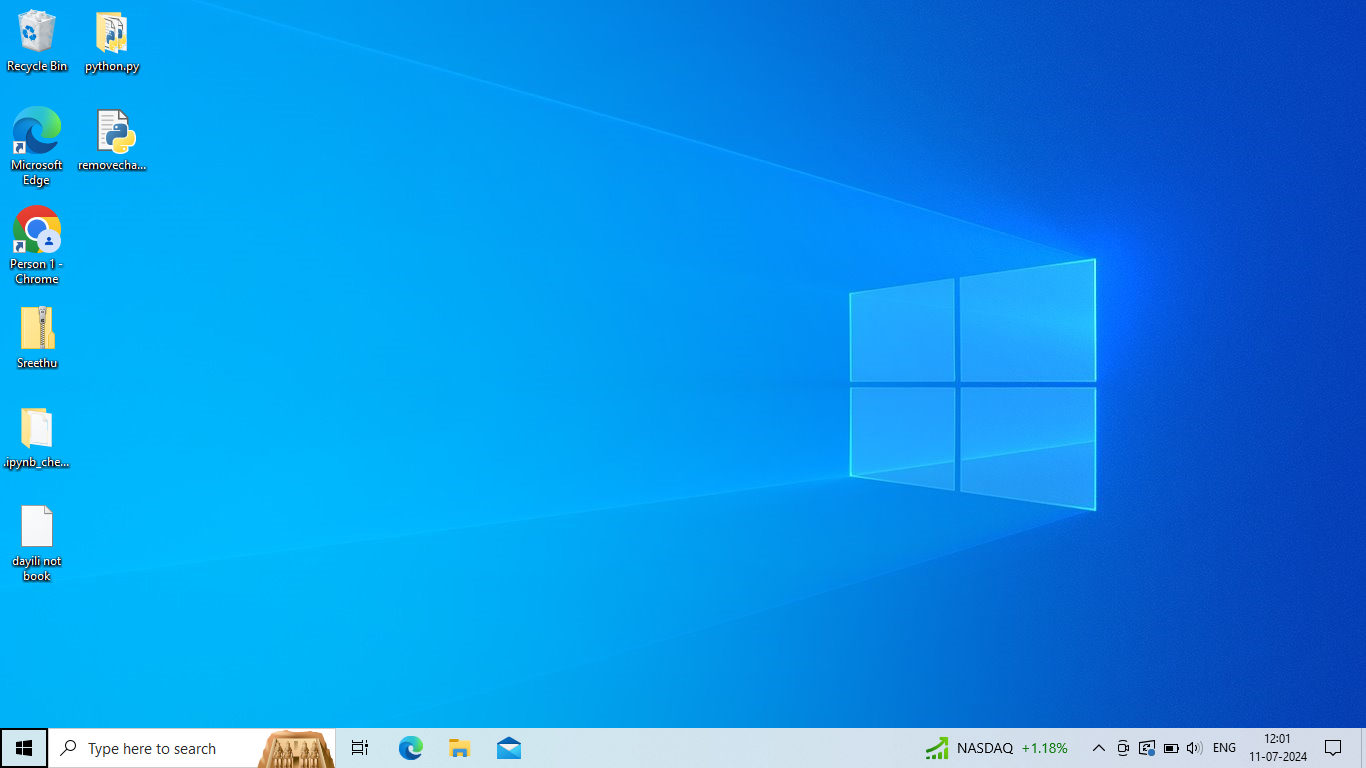 Recycle Bin
python.py
Microsoft
Edge
removecha...
Person 1 -
Chrome
Sreethu
.ipynb_che...
dayili not
book
Type here to search
NASDAQ +1.18%
ENG
12:01
11-07-2024